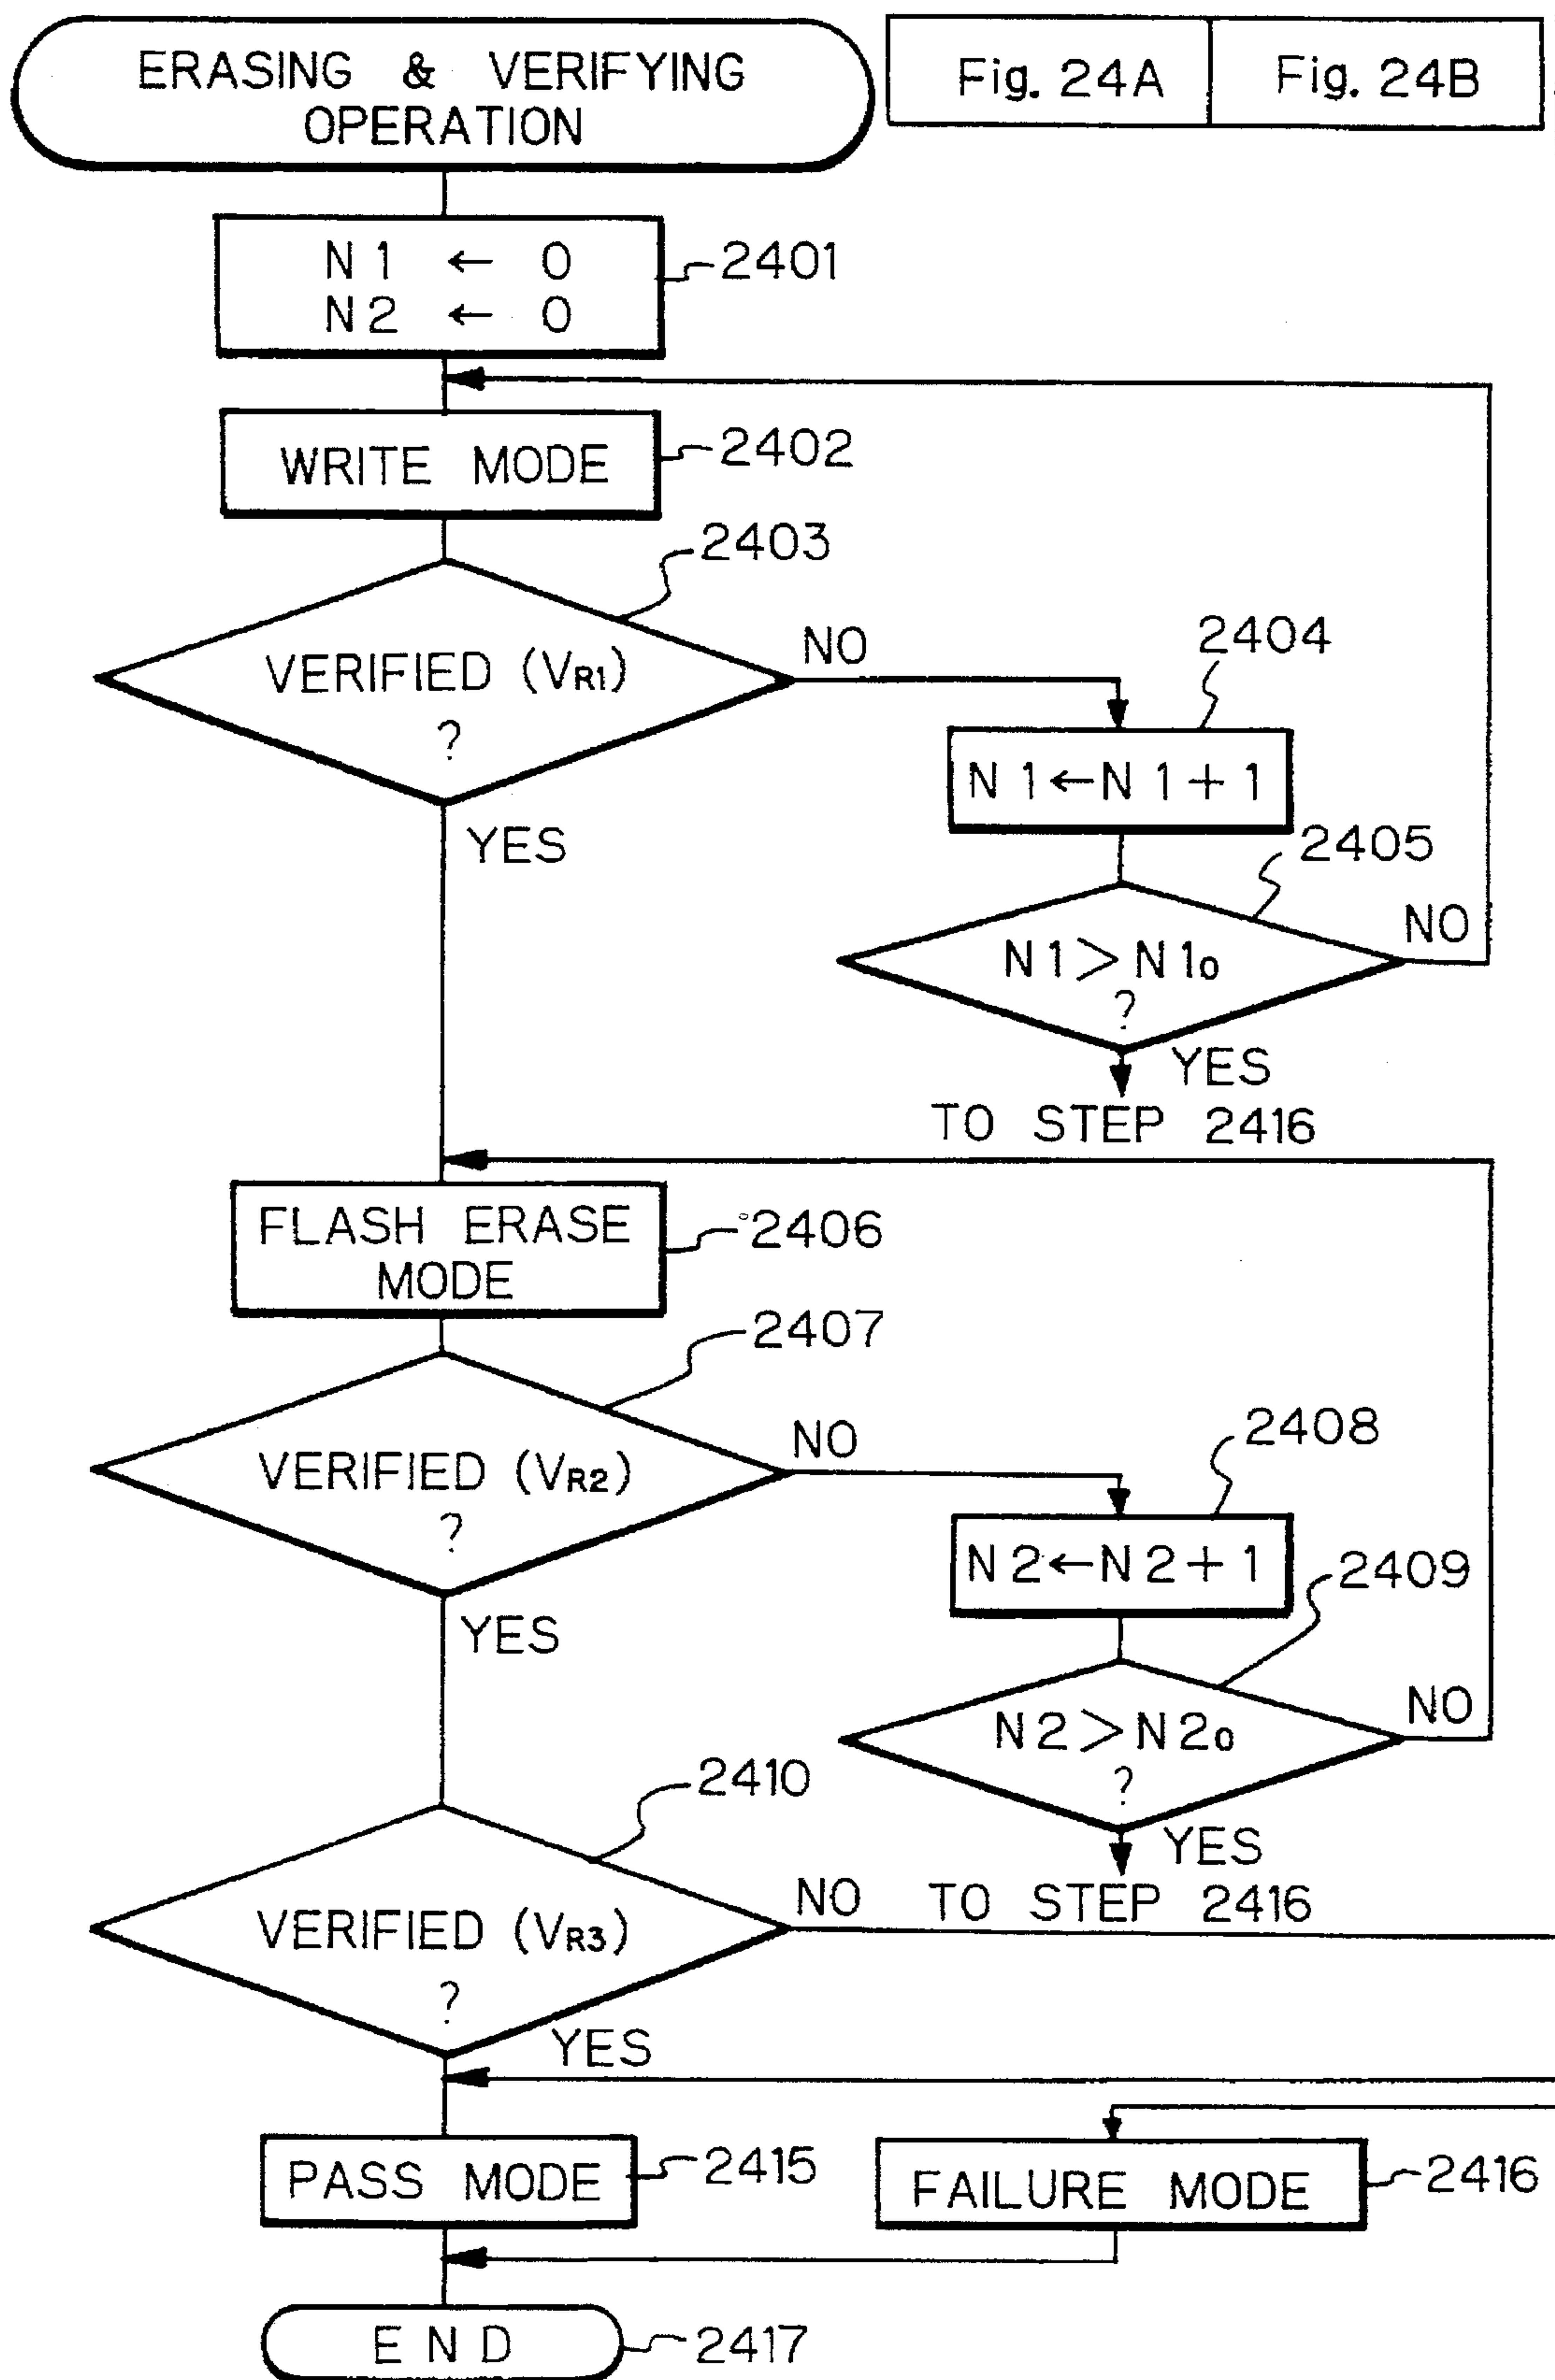 ERASING & VERIFYING
OPERATION
Fig. 24A
Fig. 24B
N1 ← 0
N2 ← 0
2401
WRITE MODE
2402
2403
VERIFIED (VR1)
?
NO
YES
2404
N1←N1+1
2405
N1>N10
?
NO
YES
TO STEP 2416
FLASH ERASE
MODE
2406
2407
VERIFIED (VR2)
?
NO
YES
2408
N2←N2+1
2409
N2>N20
?
NO
YES
TO STEP 2416
2410
VERIFIED (VR3)
?
NO
YES
PASS MODE
2415
FAILURE MODE
2416
END
2417